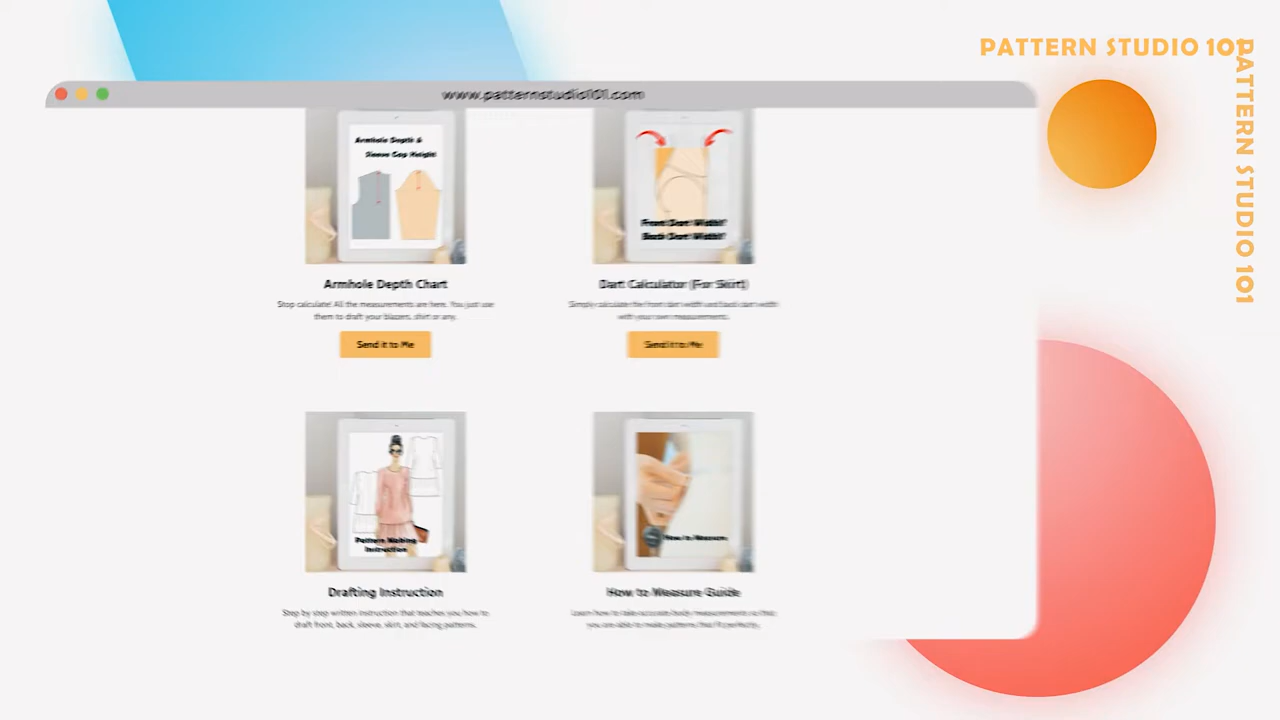 PATTERN STUDIO 101
PATTERN STUDIO 101
www.patternstudio101.com
Armhole Depth &
Sleeve Cap Height
Front Dart Width?
Back Dart Width?
Armhole Depth Chart
Dart Calculator (For Skirt)
Stop calculate! All the measurements are here. You just use
them to draft your blazers, shirt or any.
Simply calculate the front dart width and back dart width
with your own measurements.
Send it to Me
Send it to Me
Pattern Making
Instruction
How to Measure
Drafting Instruction
How to Measure Guide
Step by step written instruction that teaches you how to
draft front, back, sleeve, skirt, and facing patterns.
Learn how to take accurate body measurements so that
you are able to make patterns that fit perfectly.